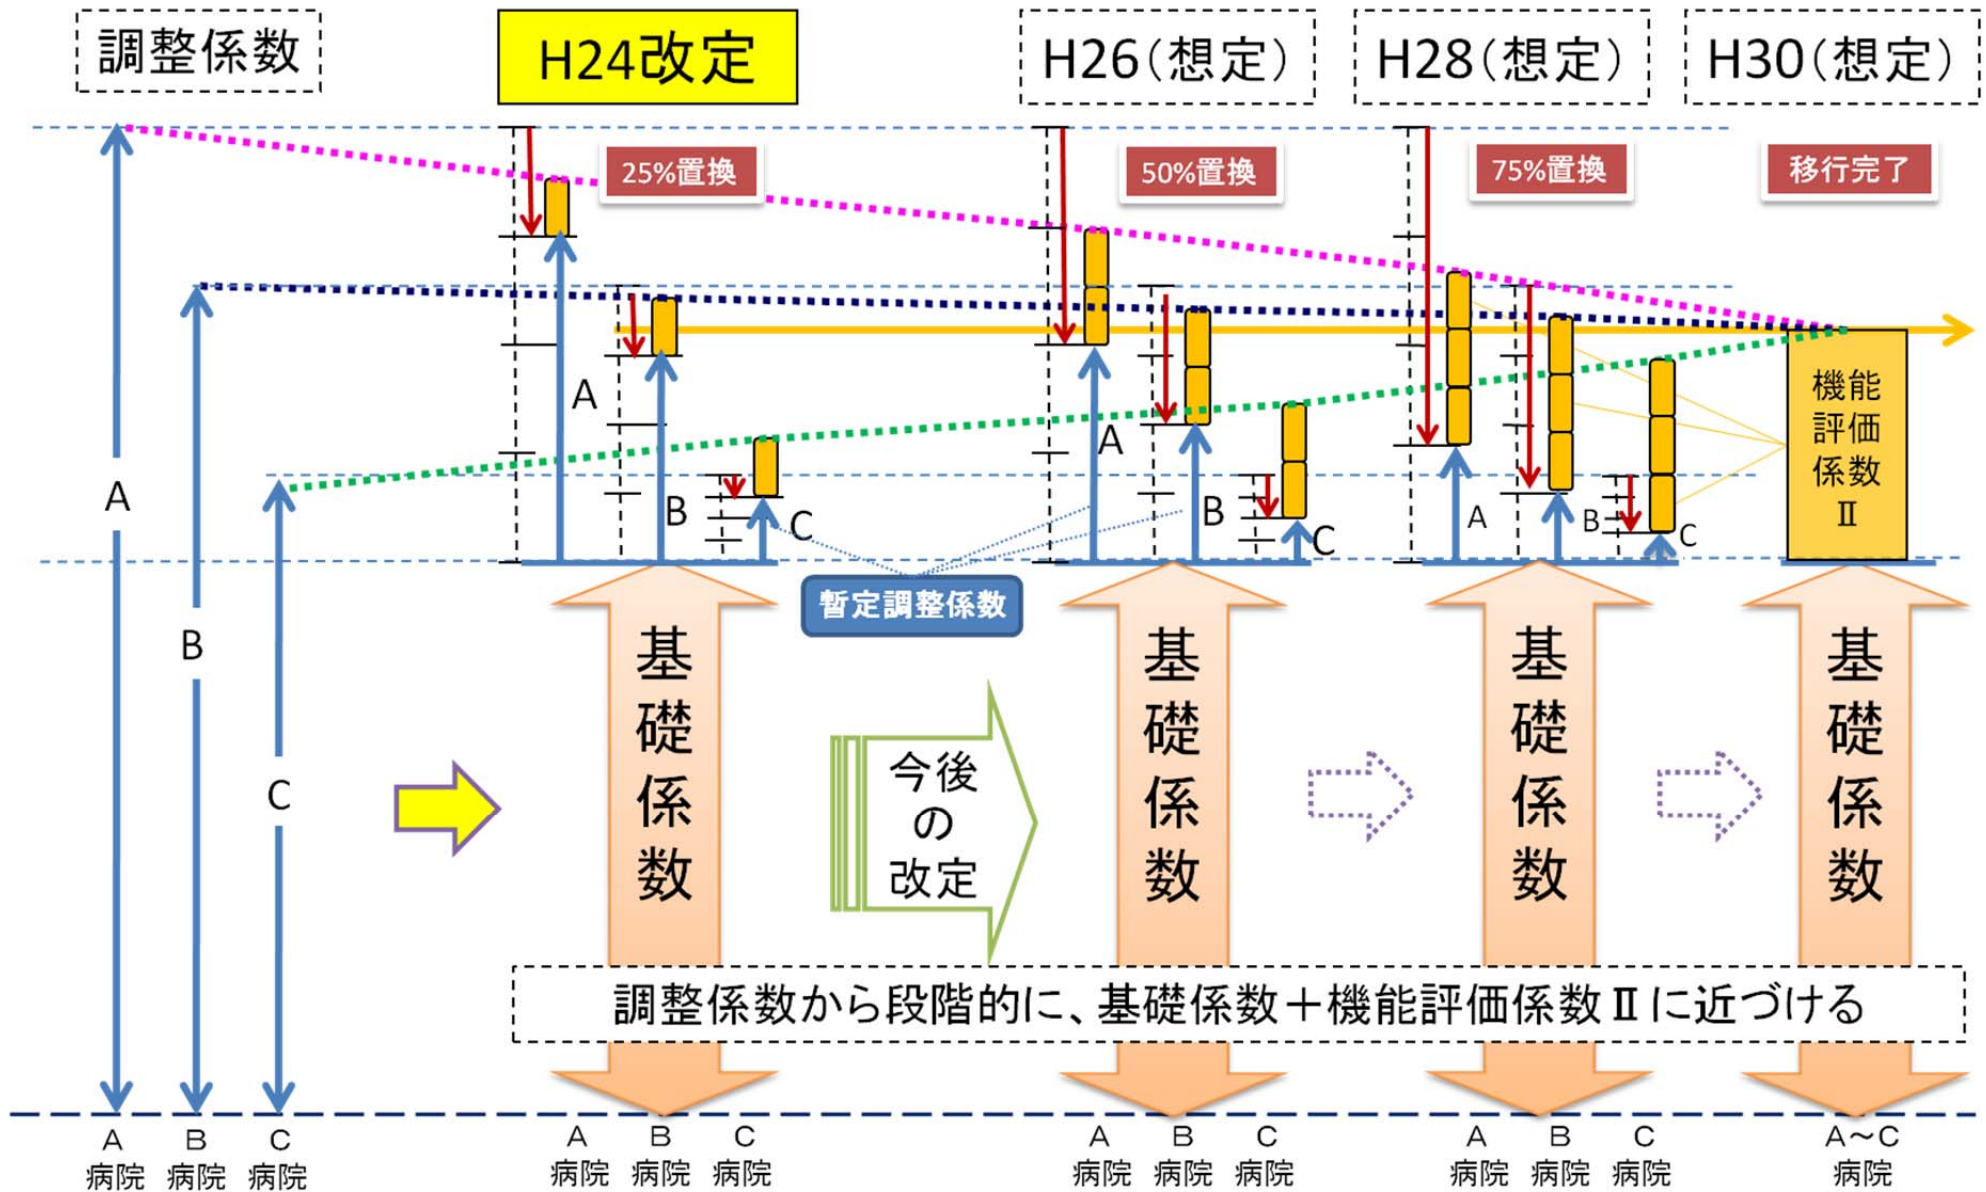 調整係数
H24改定
H26（想定）
H28（想定）
H30（想定）
25%置換
50%置換
75%置換
移行完了
A
B
C
A
B
C
A
B
C
A
B
C
機能
評価
係数
Ⅱ
暫定調整係数
基礎係数
今後
の
改定
基礎係数
基礎係数
基礎係数
調整係数から段階的に、基礎係数＋機能評価係数Ⅱに近づける
A
病院
B
病院
C
病院
A
病院
B
病院
C
病院
A
病院
B
病院
C
病院
A
病院
B
病院
C
病院
A～C
病院